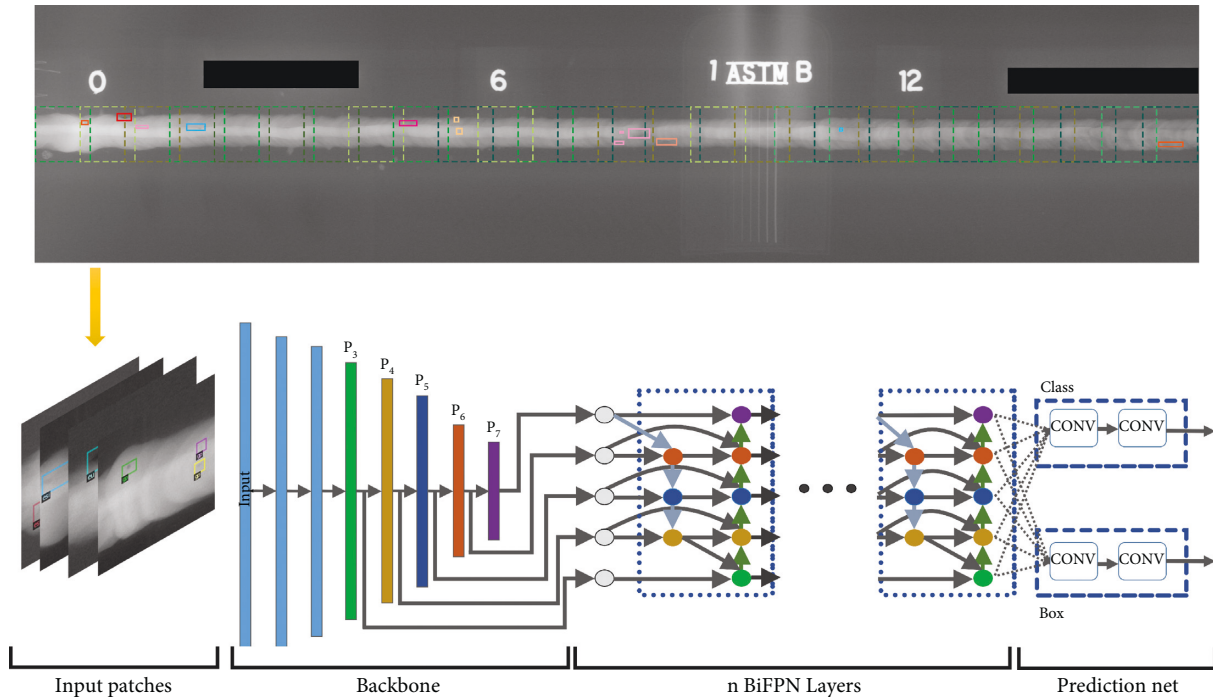 0
6
1 ASTM B
12
P3
P4
P5
P6
P7
Input
Class
CONV
CONV
CONV
CONV
Box
Input patches
Backbone
n BiFPN Layers
Prediction net